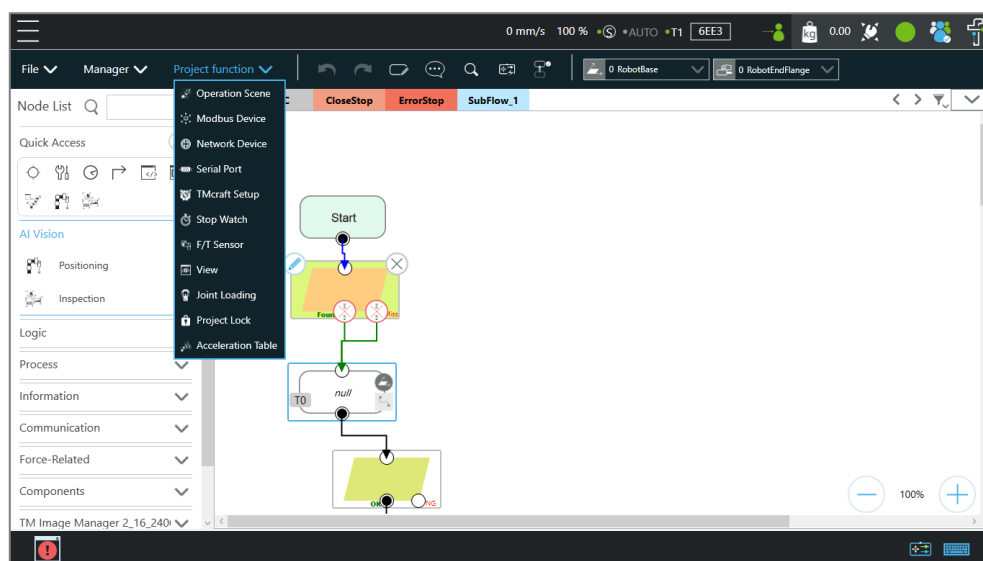 0 mm/s 100 % •Ⓢ •AUTO •T1 6EE3 kg 0.00
File Manager Project function 0 RobotBase 0 RobotEndFlange
Node List
CloseStop ErrorStop SubFlow_1
Quick Access
AI Vision
Positioning
Inspection
Logic
Process
Information
Communication
Force-Related
Components
Operation Scene
Modbus Device
Network Device
Serial Port
TMcraft Setup
Stop Watch
F/T Sensor
View
Joint Loading
Project Lock
Acceleration Table
Start
null
T0
NG
100%